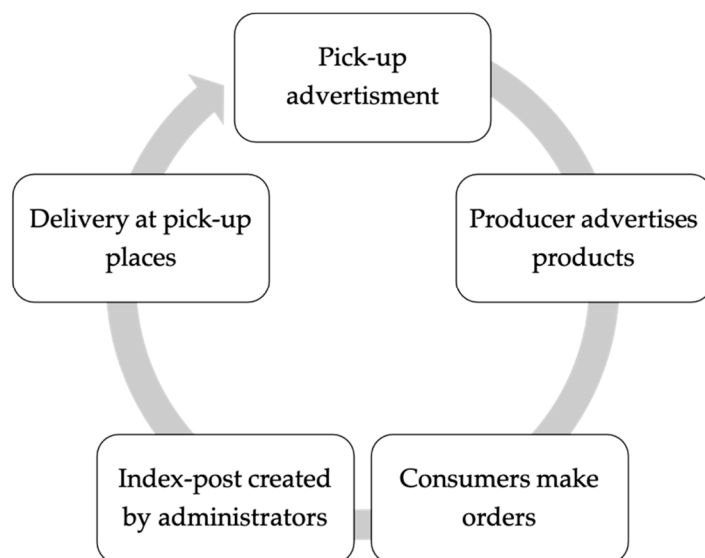 Pick-up
advertisment
Producer advertises
products
Consumers make
orders
Index-post created
by administrators
Delivery at pick-up
places